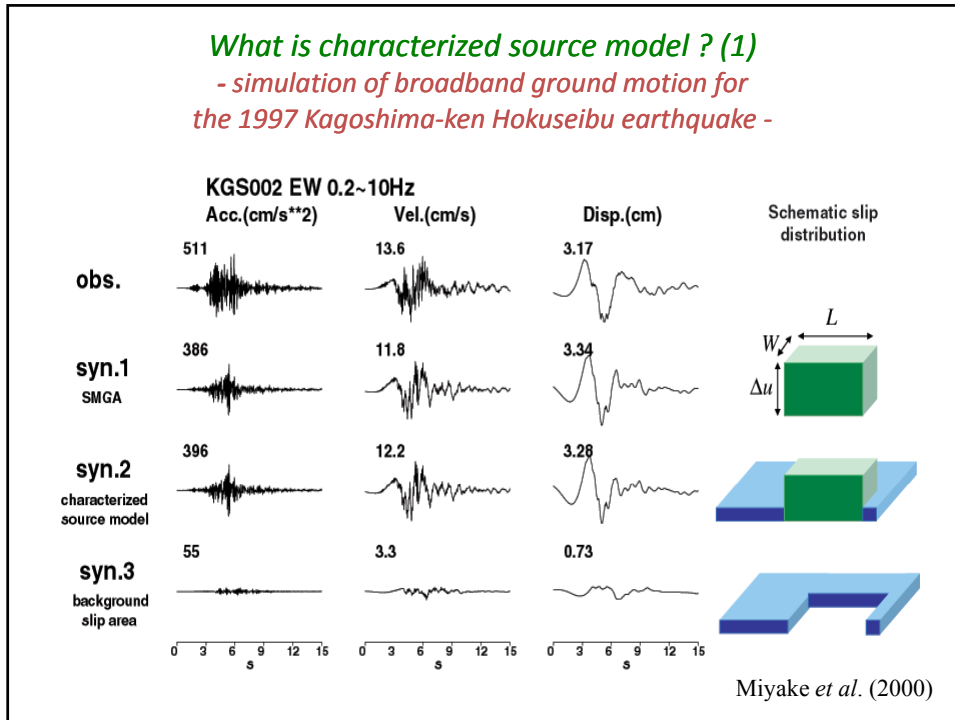 What is characterized source model ? (1)
- simulation of broadband ground motion for
the 1997 Kagoshima-ken Hokuseibu earthquake -
KGS002 EW 0.2~10Hz
Acc.(cm/s**2) Vel.(cm/s) Disp.(cm)
Schematic slip
distribution
obs.
511 13.6 3.17
syn.1
SMGA
386 11.8 3.34
L
W
Δu
syn.2
characterized
source model
396 12.2 3.28
syn.3
background
slip area
55 3.3 0.73
0 3 6 9 12 15 0 3 6 9 12 15 0 3 6 9 12 15
s s s
Miyake et al. (2000)